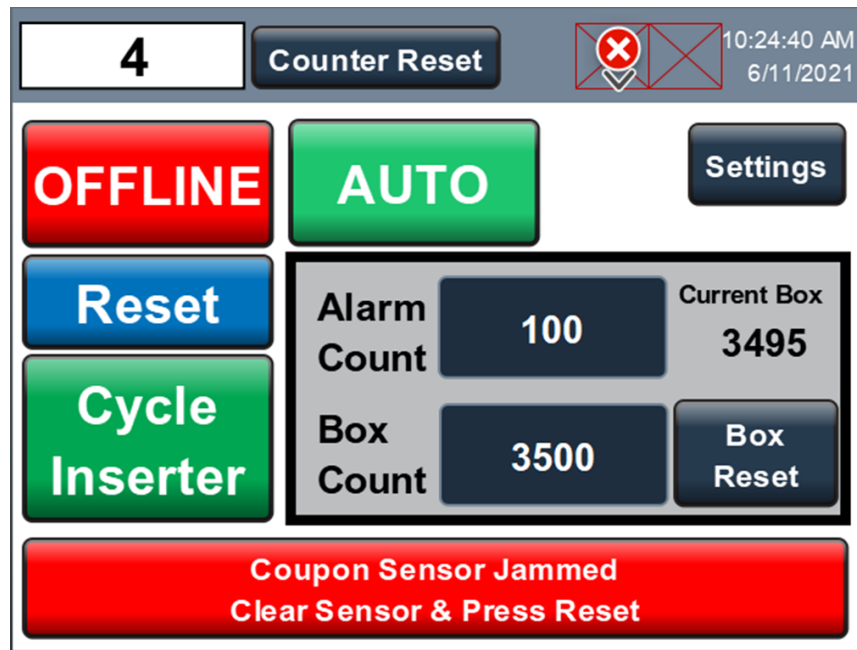 4
Counter Reset
10:24:40 AM
6/11/2021
OFFLINE
AUTO
Settings
Reset
Alarm
Count
100
Current Box
3495
Cycle
Inserter
Box
Count
3500
Box
Reset
Coupon Sensor Jammed
Clear Sensor & Press Reset